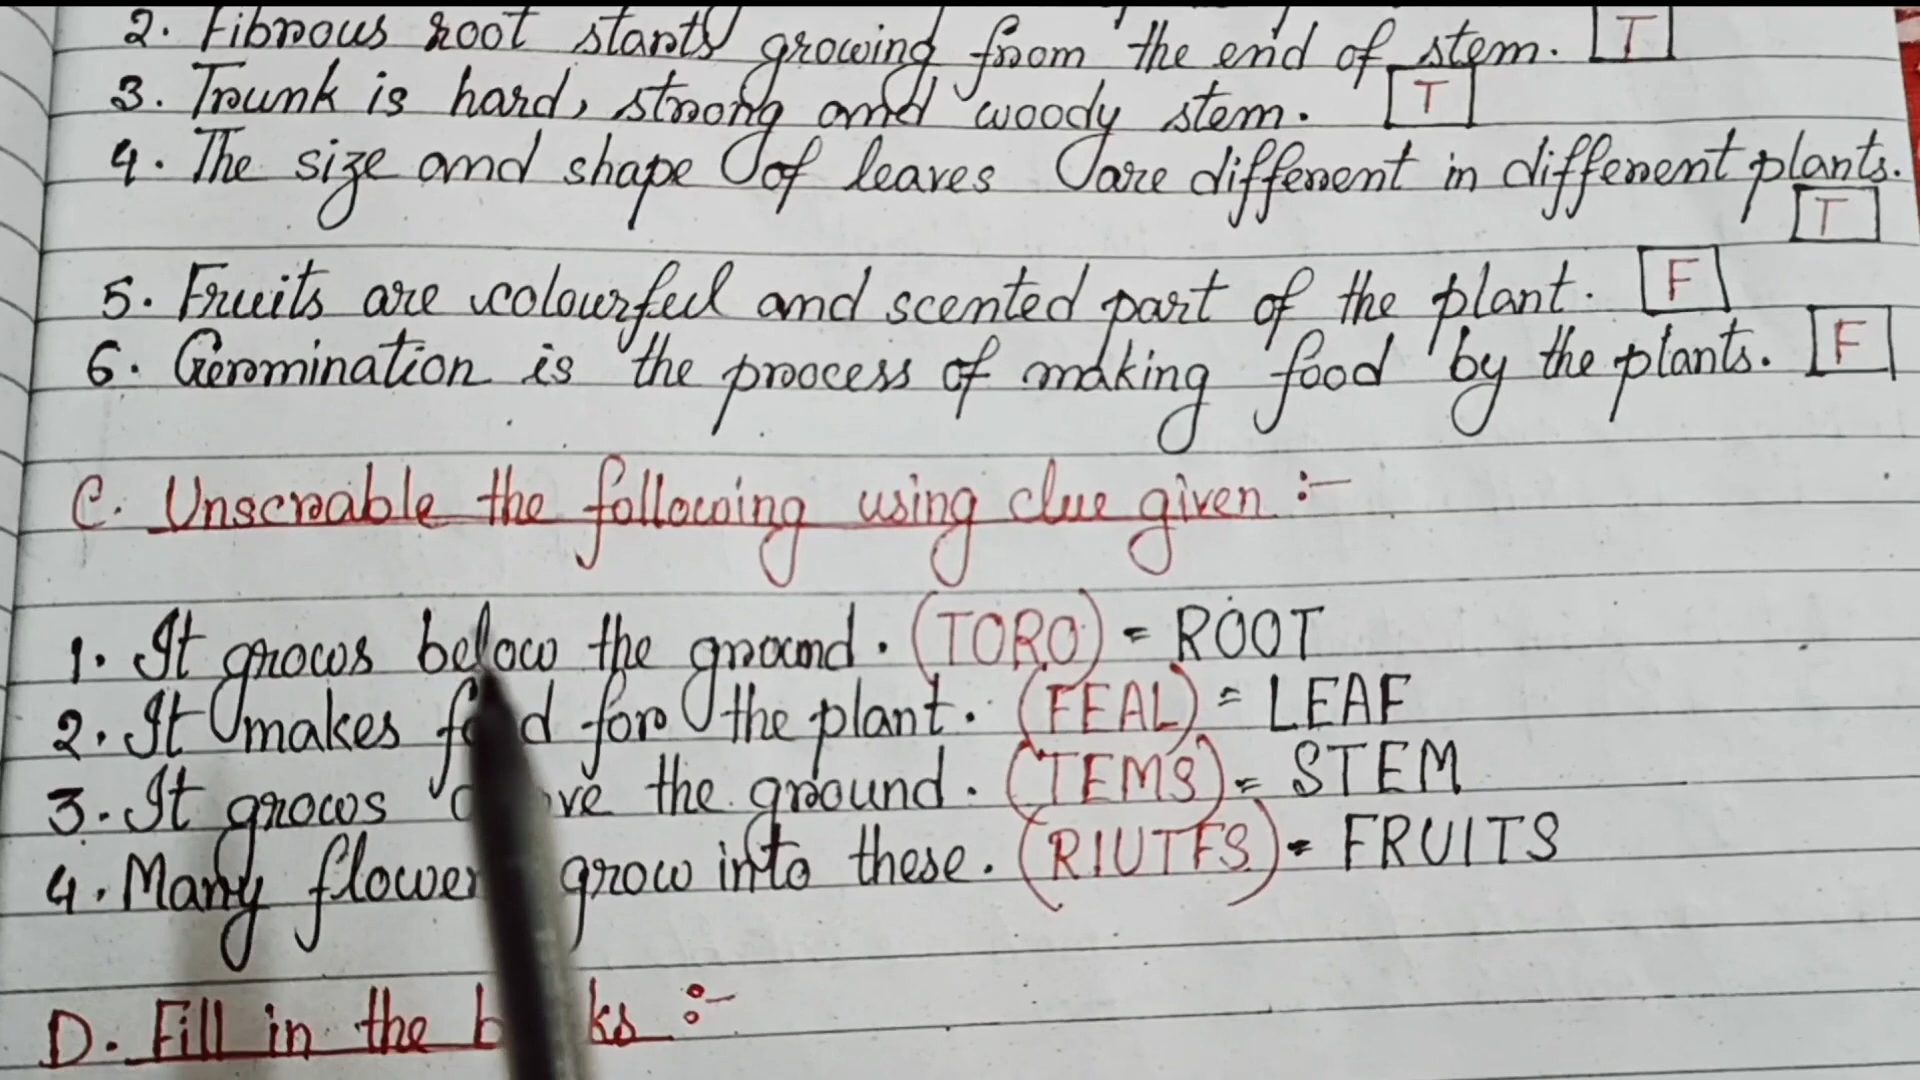 2. Fibrous root starts growing from the end of stem. T
3. Trunk is hard, strong and woody stem. T
4. The size and shape of leaves are different in different plants.
T
5. Fruits are colourful and scented part of the plant. F
6. Germination is the process of making food by the plants. F
C. Unscrable the following using clue given :-
1. It grows below the ground. (TORO) = ROOT
2. It makes food for the plant. (FEAL) = LEAF
3. It grows above the ground. (TEMS) = STEM
4. Many flower grow into these. (RIUTFS) = FRUITS
D. Fill in the :-